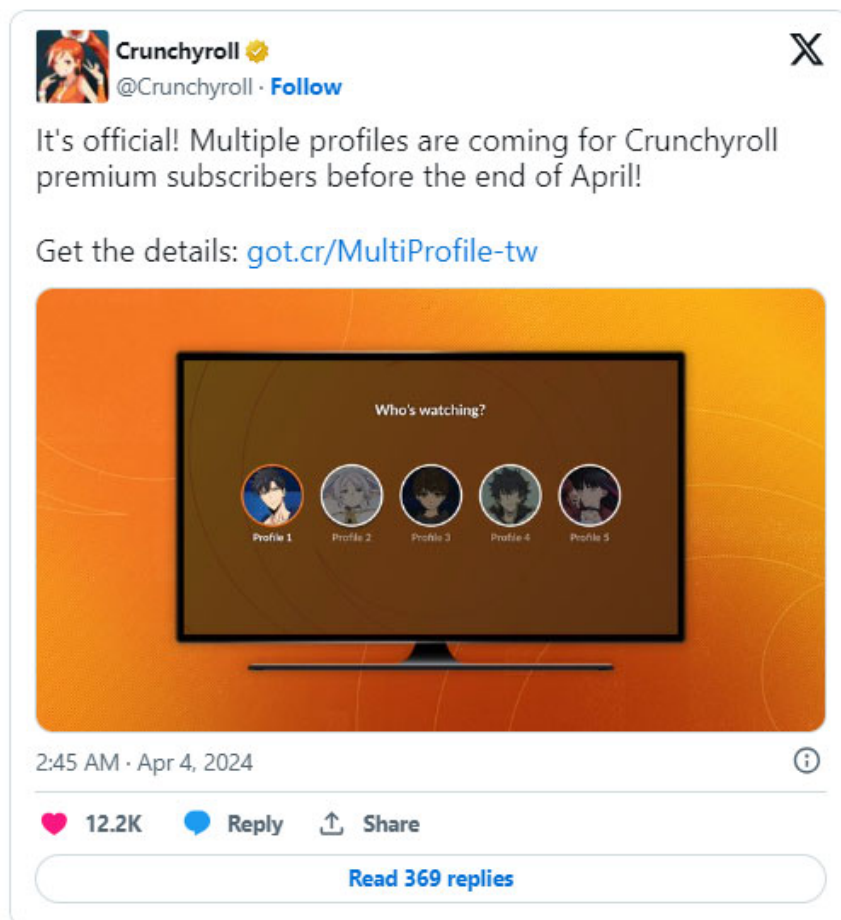 Crunchyroll
@Crunchyroll · Follow
It's official! Multiple profiles are coming for Crunchyroll
premium subscribers before the end of April!
Get the details: got.cr/MultiProfile-tw
Who's watching?
Profile 1 Profile 2 Profile 3 Profile 4 Profile 5
2:45 AM · Apr 4, 2024
12.2K Reply Share
Read 369 replies